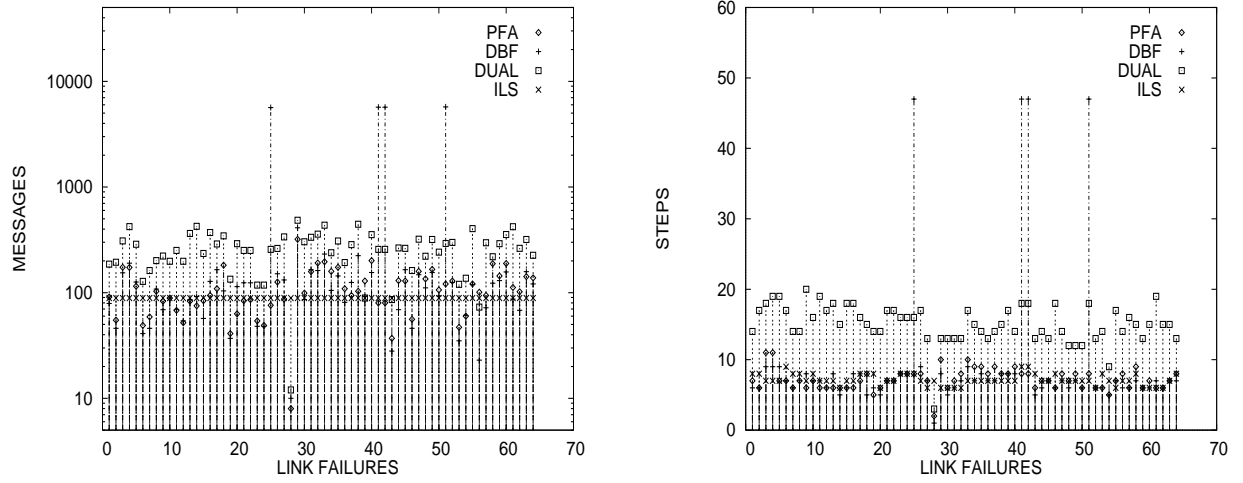 PFA
DBF
DUAL
ILS
10000
1000
100
10
MESSAGES
0 10 20 30 40 50 60 70
LINK FAILURES
PFA
DBF
DUAL
ILS
60
50
40
30
20
10
0
STEPS
0 10 20 30 40 50 60 70
LINK FAILURES